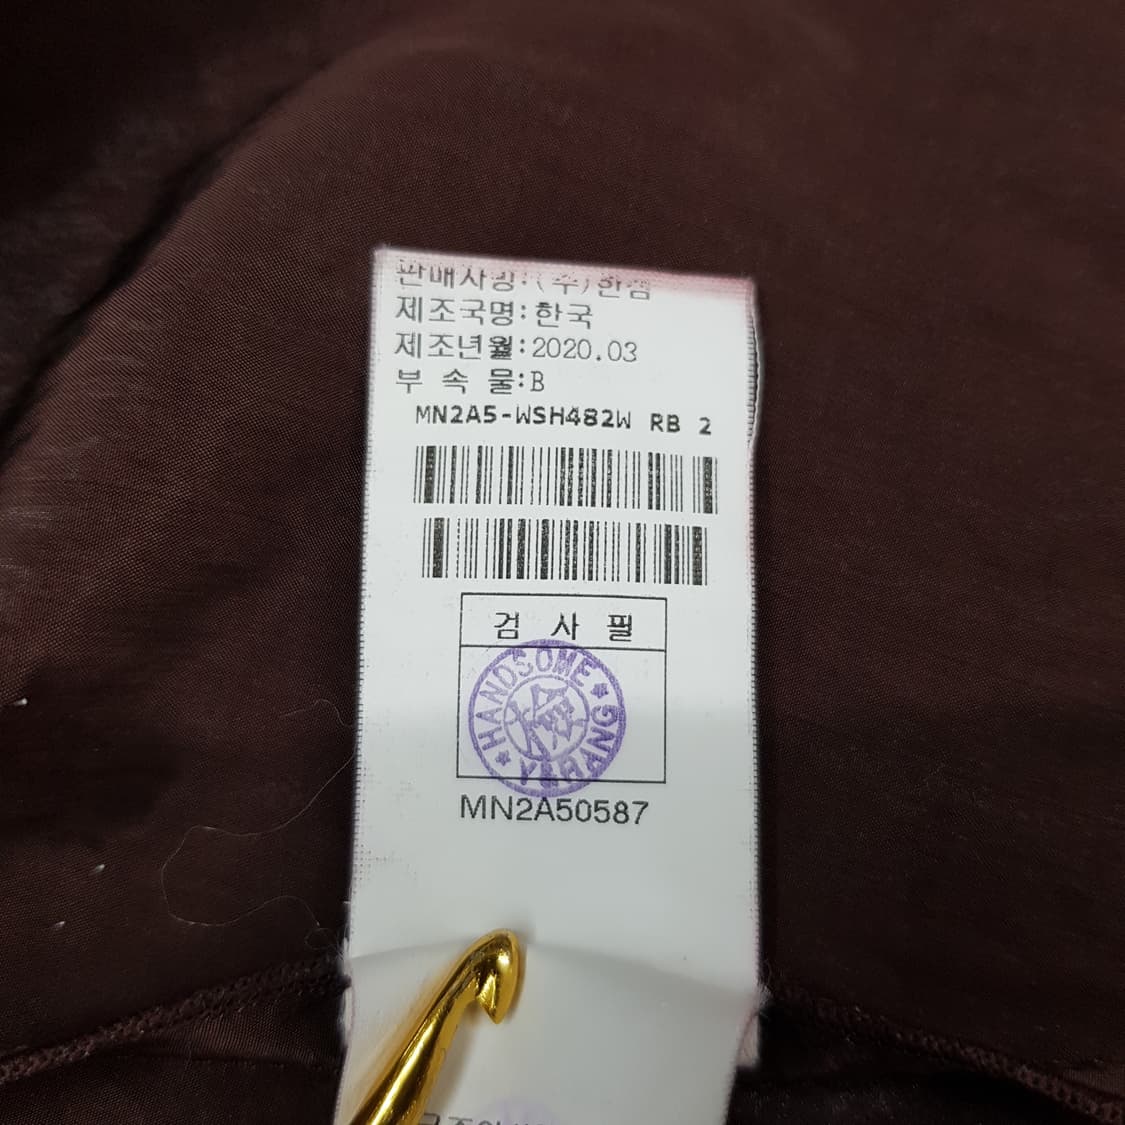 판매사명:(주)한섬
제조국명:한국
제조년월:2020.03
부 속 물:B
MN2A5-WSH482W RB 2
검 사 필
HANDSOME
YARANG
MN2A50587